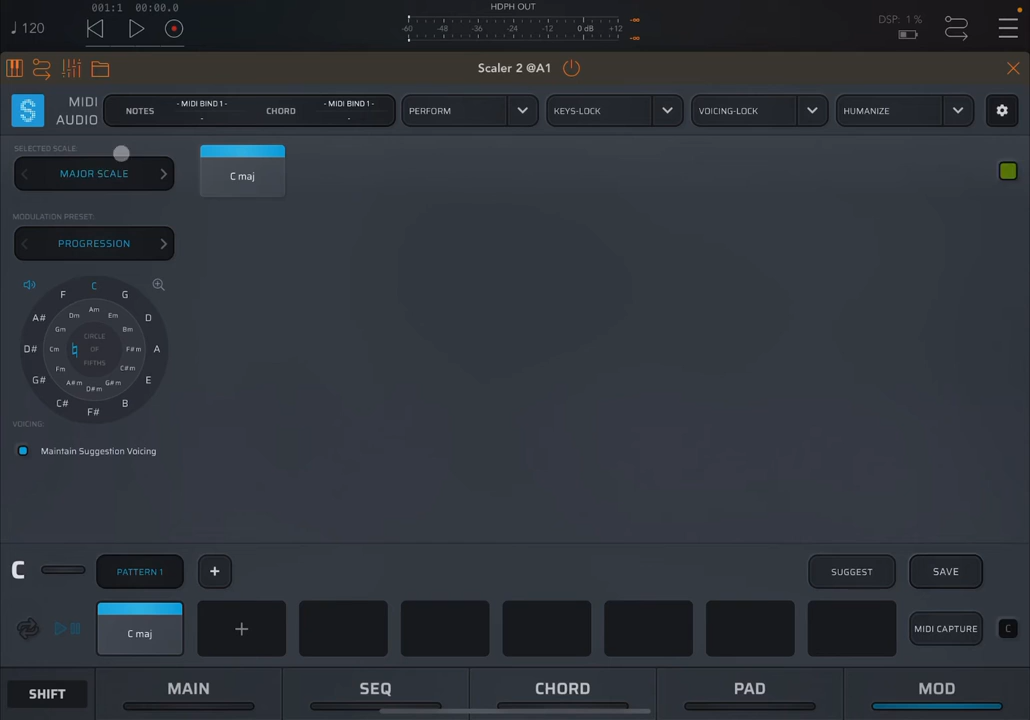 001:1 00:00.0
HDPH OUT
♩ 120
-60 -48 -36 -24 -12 0 dB +12
-∞
-∞
DSP: 1 %
Scaler 2 @A1
S
MIDI
AUDIO
NOTES
- MIDI BIND 1 -
-
CHORD
- MIDI BIND 1 -
-
PERFORM
KEYS-LOCK
VOICING-LOCK
HUMANIZE
SELECTED SCALE:
MAJOR SCALE
C maj
MODULATION PRESET:
PROGRESSION
C
F G
A# D
D# A
G# E
C# B
F#
Am
Dm Em
Gm Bm
Cm F#m
Fm C#m
A#m G#m
D#m
CIRCLE
OF
FIFTHS
VOICING:
Maintain Suggestion Voicing
C
PATTERN 1
+
SUGGEST
SAVE
C maj
+
MIDI CAPTURE
C
SHIFT
MAIN
SEQ
CHORD
PAD
MOD